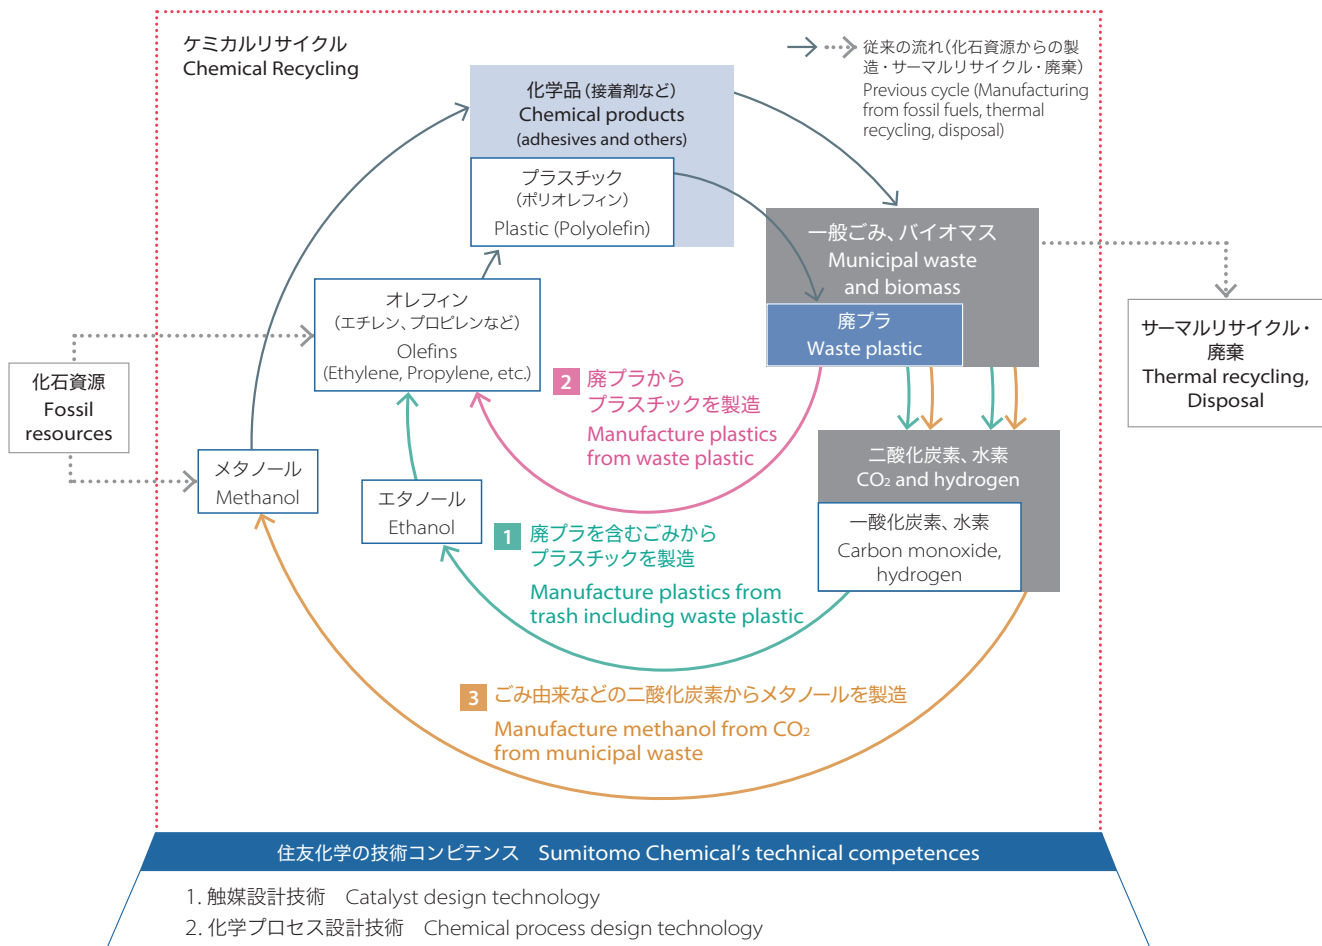 ケミカルリサイクル
Chemical Recycling
従来の流れ(化石資源からの製
造・サーマルリサイクル・廃棄)
Previous cycle (Manufacturing
from fossil fuels, thermal
recycling, disposal)
化学品(接着剤など)
Chemical products
(adhesives and others)
プラスチック
(ポリオレフィン)
Plastic (Polyolefin)
一般ごみ、バイオマス
Municipal waste
and biomass
廃プラ
Waste plastic
オレフィン
(エチレン、プロピレンなど)
Olefins
(Ethylene, Propylene, etc.)
サーマルリサイクル・
廃棄
Thermal recycling,
Disposal
化石資源
Fossil
resources
2 廃プラから
プラスチックを製造
Manufacture plastics
from waste plastic
メタノール
Methanol
エタノール
Ethanol
二酸化炭素、水素
CO₂ and hydrogen
一酸化炭素、水素
Carbon monoxide,
hydrogen
1 廃プラを含むごみから
プラスチックを製造
Manufacture plastics from
trash including waste plastic
3 ごみ由来などの二酸化炭素からメタノールを製造
Manufacture methanol from CO₂
from municipal waste
住友化学の技術コンピテンス Sumitomo Chemical's technical competences
1. 触媒設計技術 Catalyst design technology
2. 化学プロセス設計技術 Chemical process design technology